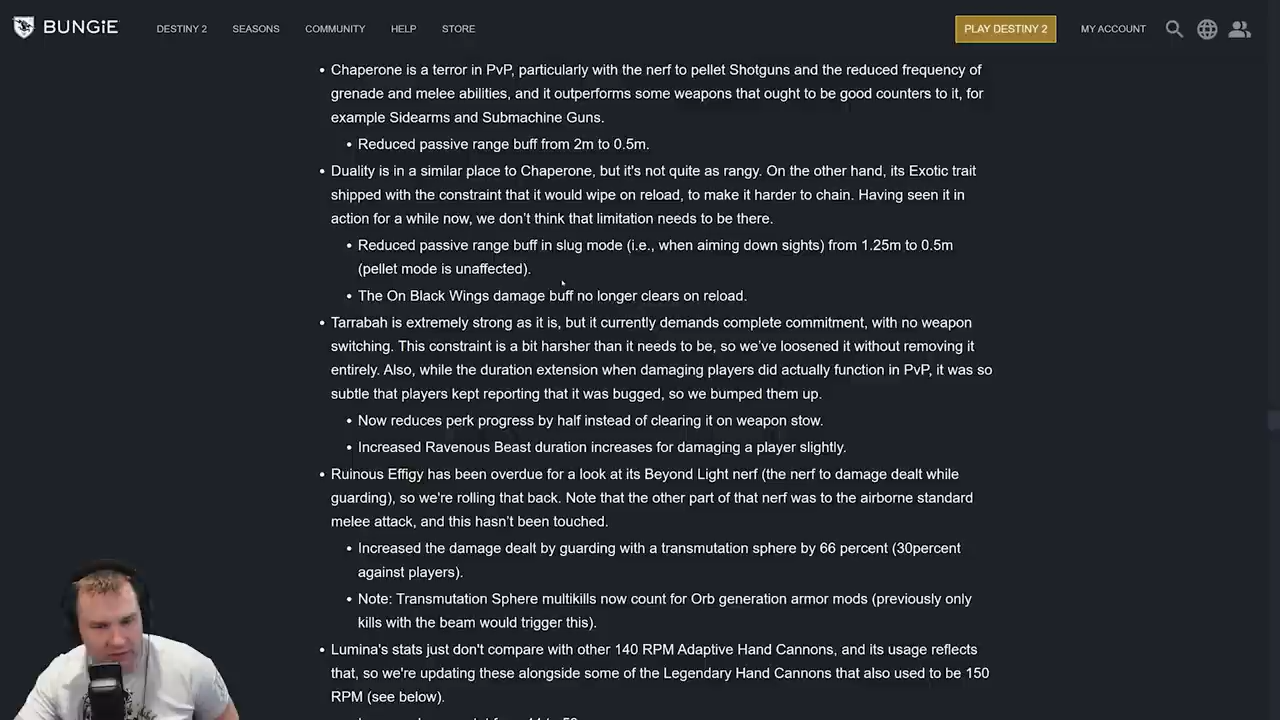 BUNGiE
DESTINY 2
SEASONS
COMMUNITY
HELP
STORE
PLAY DESTINY 2
MY ACCOUNT
• Chaperone is a terror in PvP, particularly with the nerf to pellet Shotguns and the reduced frequency of
grenade and melee abilities, and it outperforms some weapons that ought to be good counters to it, for
example Sidearms and Submachine Guns.
• Reduced passive range buff from 2m to 0.5m.
• Duality is in a similar place to Chaperone, but it's not quite as rangy. On the other hand, its Exotic trait
shipped with the constraint that it would wipe on reload, to make it harder to chain. Having seen it in
action for a while now, we don't think that limitation needs to be there.
• Reduced passive range buff in slug mode (i.e., when aiming down sights) from 1.25m to 0.5m
(pellet mode is unaffected).
• The On Black Wings damage buff no longer clears on reload.
• Tarrabah is extremely strong as it is, but it currently demands complete commitment, with no weapon
switching. This constraint is a bit harsher than it needs to be, so we've loosened it without removing it
entirely. Also, while the duration extension when damaging players did actually function in PvP, it was so
subtle that players kept reporting that it was bugged, so we bumped them up.
• Now reduces perk progress by half instead of clearing it on weapon stow.
• Increased Ravenous Beast duration increases for damaging a player slightly.
• Ruinous Effigy has been overdue for a look at its Beyond Light nerf (the nerf to damage dealt while
guarding), so we're rolling that back. Note that the other part of that nerf was to the airborne standard
melee attack, and this hasn't been touched.
• Increased the damage dealt by guarding with a transmutation sphere by 66 percent (30percent
against players).
• Note: Transmutation Sphere multikills now count for Orb generation armor mods (previously only
kills with the beam would trigger this).
• Lumina's stats just don't compare with other 140 RPM Adaptive Hand Cannons, and its usage reflects
that, so we're updating these alongside some of the Legendary Hand Cannons that also used to be 150
RPM (see below).